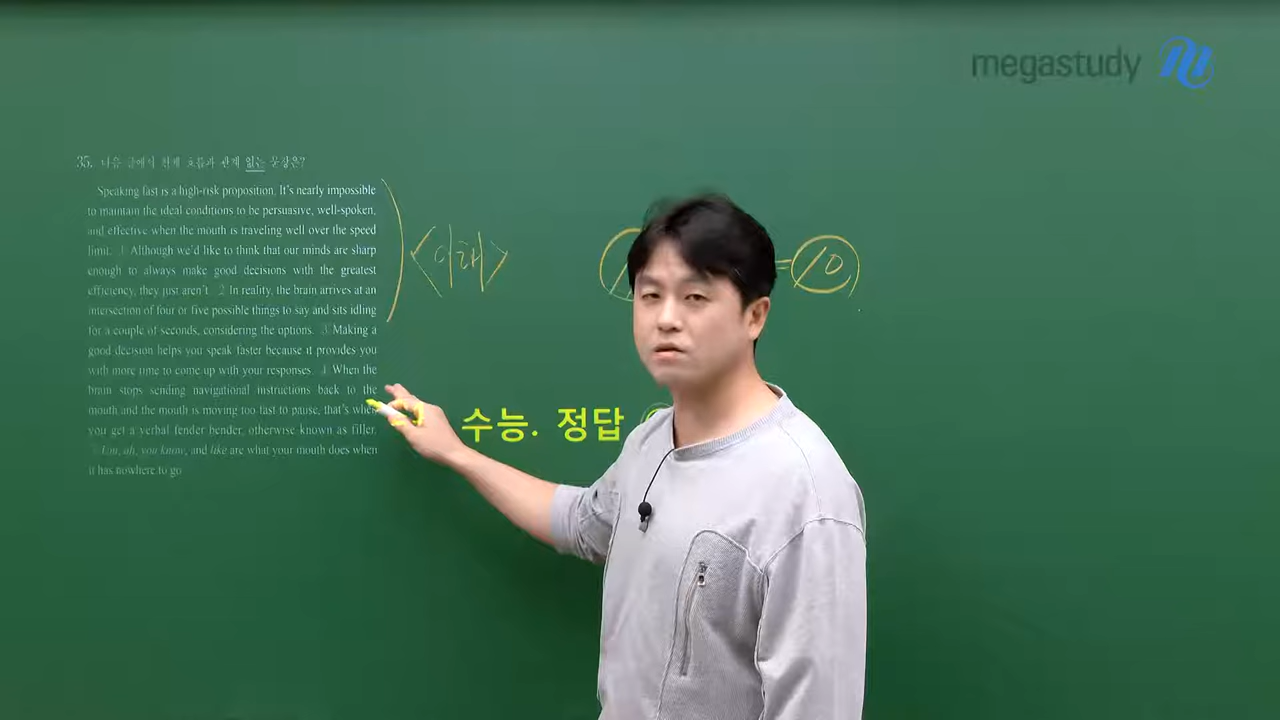 megastudy
35. 다음 글에서 전체 흐름과 관계 없는 문장은?
Speaking fast is a high-risk proposition. It's nearly impossible
to maintain the ideal conditions to be persuasive, well-spoken,
and effective when the mouth is traveling well over the speed
limit. 1 Although we'd like to think that our minds are sharp
enough to always make good decisions with the greatest
efficiency, they just aren't. 2 In reality, the brain arrives at an
intersection of four or five possible things to say and sits idling
for a couple of seconds, considering the options. 3 Making a
good decision helps you speak faster because it provides you
with more time to come up with your responses. 4 When the
brain stops sending navigational instructions back to the
mouth and the mouth is moving too fast to pause, that's when
you get a verbal fender bender, otherwise known as filler.
Um, ah, you know, and like are what your mouth does when
it has nowhere to go
<이해>
= 10
수능. 정답